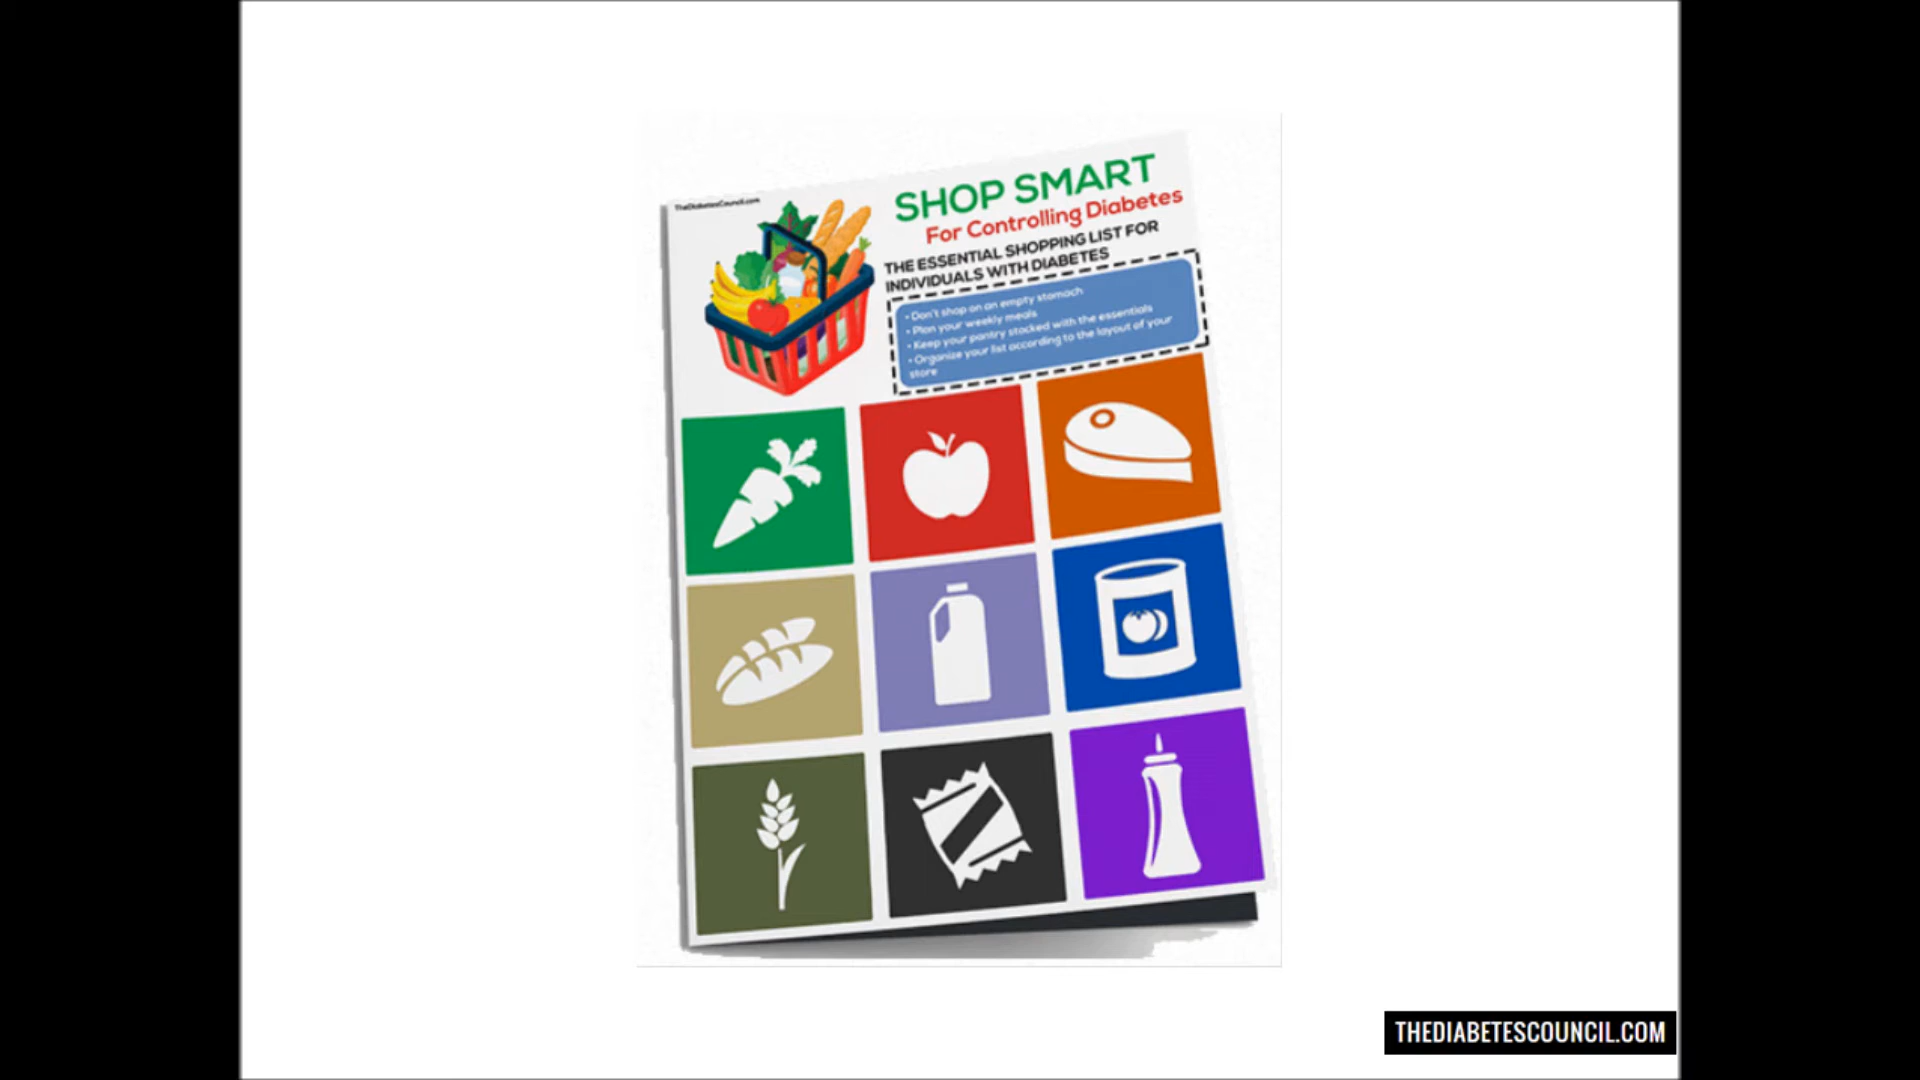 TheDiabetesCouncil.com
SHOP SMART
For Controlling Diabetes
THE ESSENTIAL SHOPPING LIST FOR
INDIVIDUALS WITH DIABETES
• Don't shop on an empty stomach
• Plan your weekly meals
• Keep your pantry stocked with the essentials
• Organize your list according to the layout of your
store
THEDIABETESCOUNCIL.COM